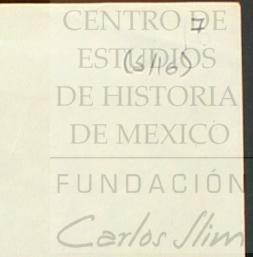 CENTRO DE
7
ESTUDIOS
DE HISTORIA
DE MEXICO
FUNDACIÓN
Carlos Slim